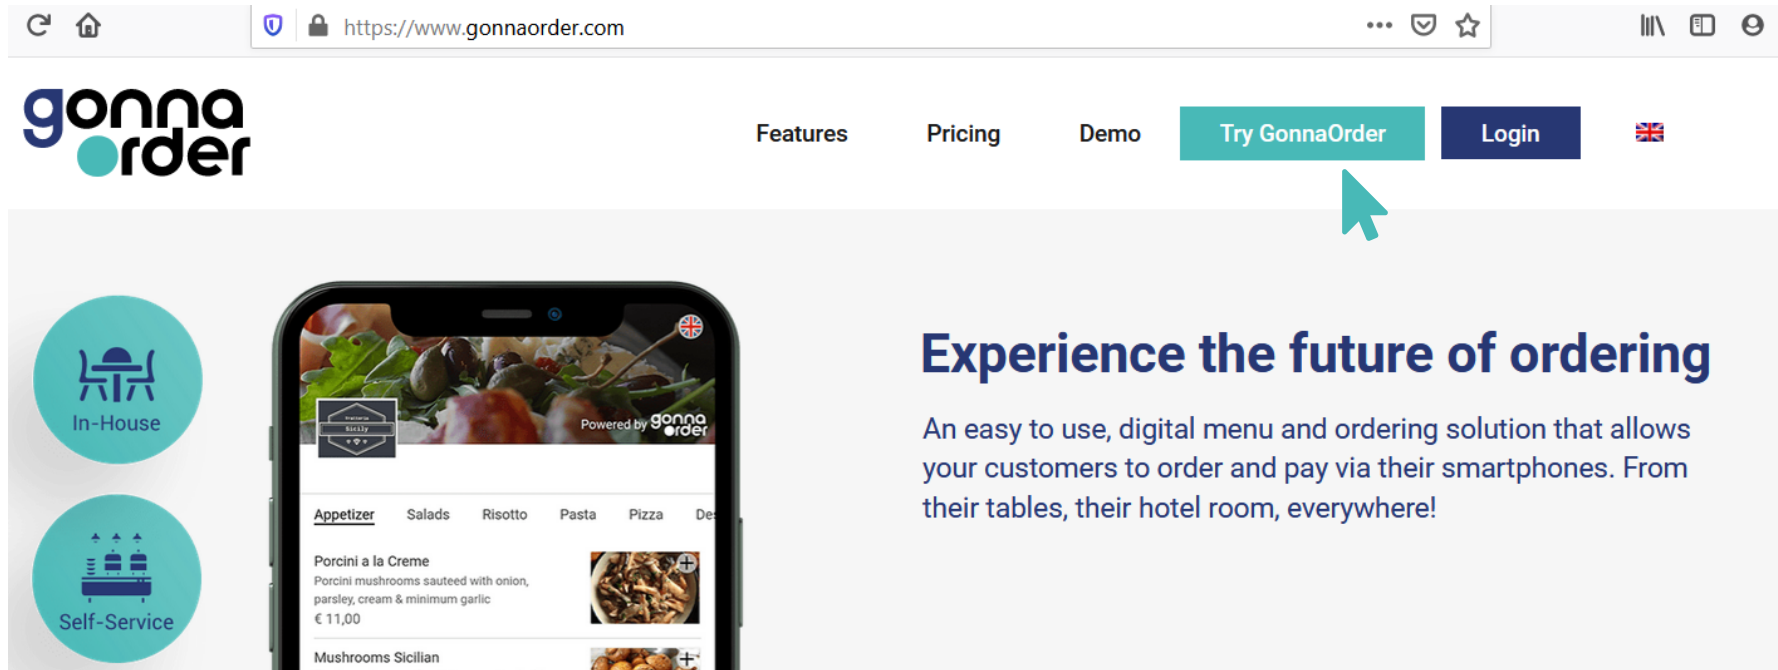 https://www.gonnaorder.com
gonna
order
Features Pricing Demo Try GonnaOrder Login
In-House
Self-Service
trattoria
Sicily
Powered by gonna
order
Appetizer Salads Risotto Pasta Pizza Des
Porcini a la Creme
Porcini mushrooms sauteed with onion,
parsley, cream & minimum garlic
€ 11,00
Mushrooms Sicilian
Experience the future of ordering
An easy to use, digital menu and ordering solution that allows
your customers to order and pay via their smartphones. From
their tables, their hotel room, everywhere!